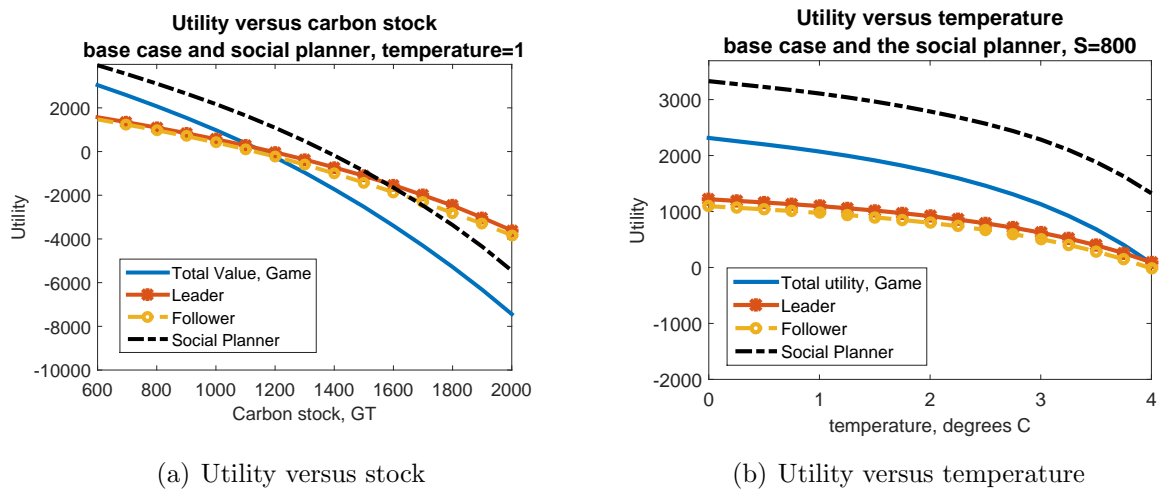 Utility versus carbon stock
base case and social planner, temperature=1
2000
0
-2000
-4000
-6000
-8000
-10000
Utility
Total Value, Game
Leader
Follower
Social Planner
600 800 1000 1200 1400 1600 1800 2000
Carbon stock, GT
(a) Utility versus stock
Utility versus temperature
base case and the social planner, S=800
3000
2000
1000
0
-1000
-2000
Utility
Total utility, Game
Leader
Follower
Social Planner
0 1 2 3 4
temperature, degrees C
(b) Utility versus temperature